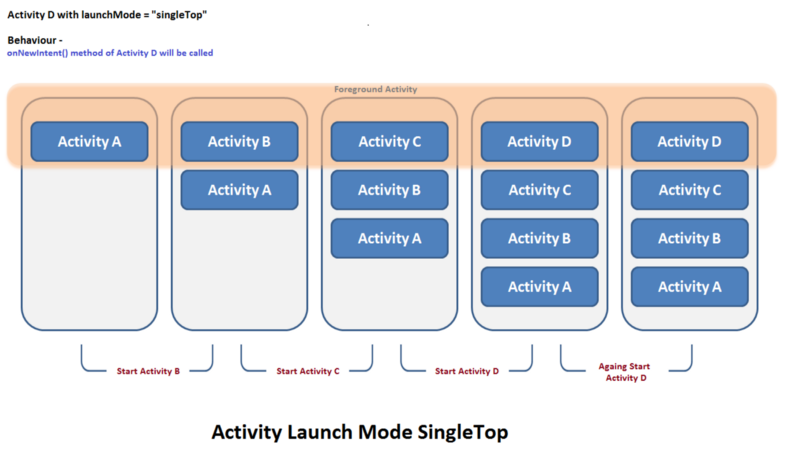 Activity D with launchMode = "singleTop"
Behaviour -
onNewIntent() method of Activity D will be called
Foreground Activity
Activity A
Activity B
Activity C
Activity D
Activity D
Activity A
Activity B
Activity C
Activity C
Activity A
Activity B
Activity B
Activity A
Activity A
Start Activity B
Start Activity C
Start Activity D
Againg Start
Activity D
Activity Launch Mode SingleTop